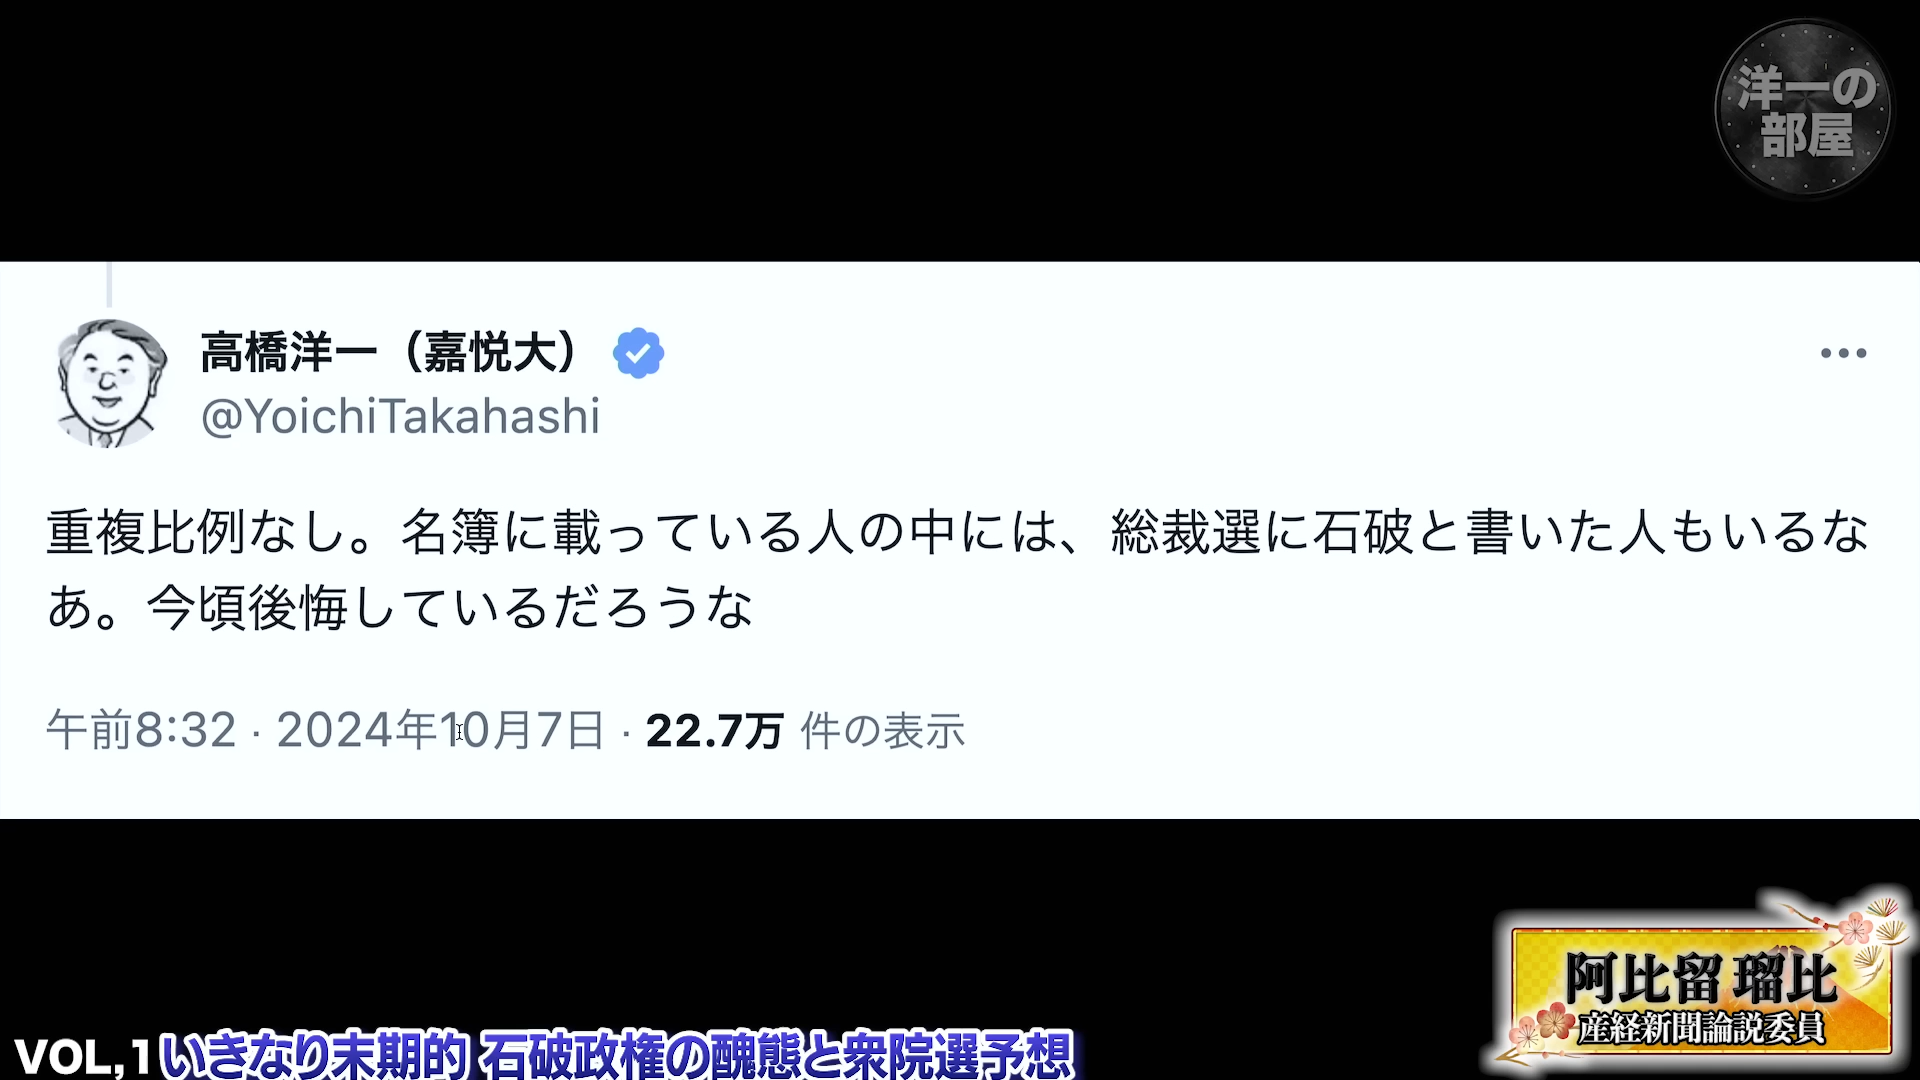 洋一の
部屋
高橋洋一（嘉悦大）
@YoichiTakahashi
重複比例なし。名簿に載っている人の中には、総裁選に石破と書いた人もいるな
あ。今頃後悔しているだろうな
午前8:32 · 2024年10月7日 · 22.7万 件の表示
阿比留 瑠比
産経新聞論説委員
VOL,1いきなり末期的 石破政権の醜態と衆院選予想